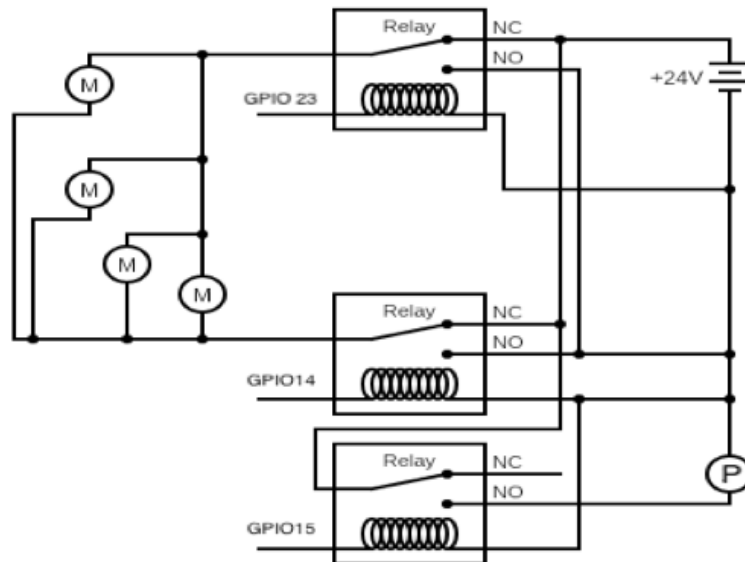 Relay NC
NO
+24V
GPIO 23
M
M
M
M
Relay NC
NO
GPIO14
Relay NC
NO
P
GPIO15